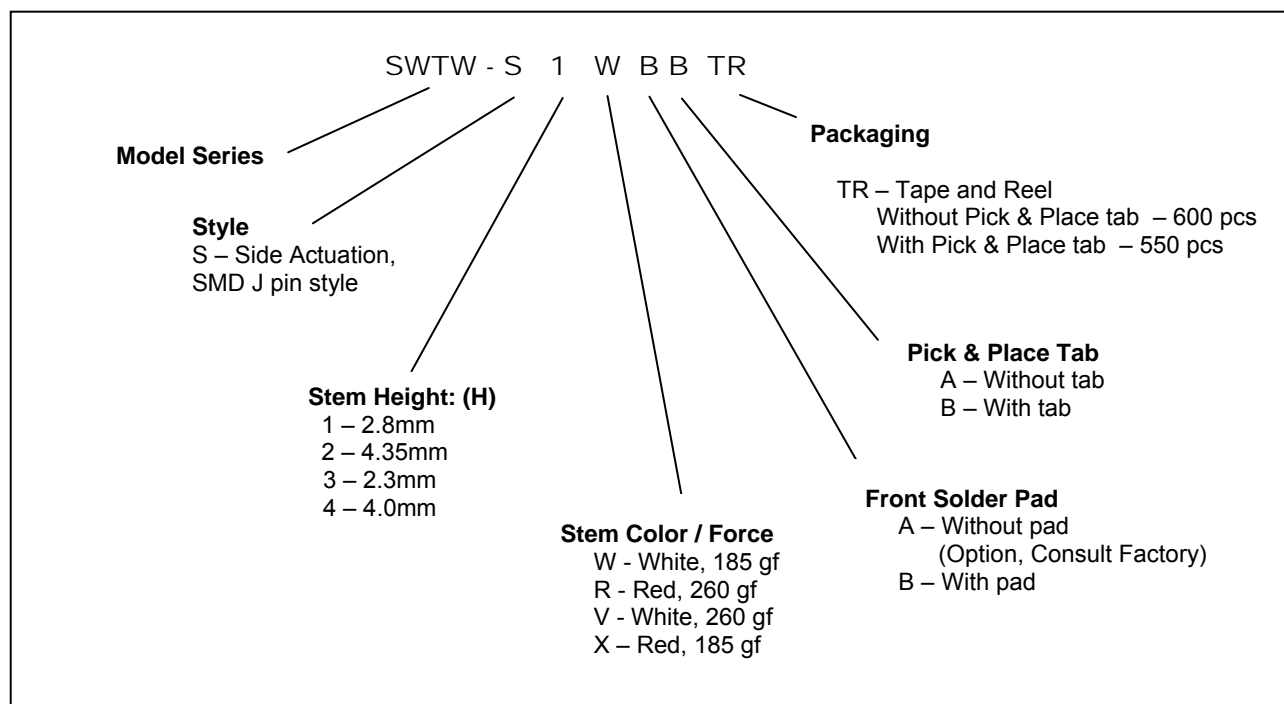 SWTW - S 1 W B B TR
Model Series
Style
S – Side Actuation,
SMD J pin style
Stem Height: (H)
1 – 2.8mm
2 – 4.35mm
3 – 2.3mm
4 – 4.0mm
Stem Color / Force
W - White, 185 gf
R - Red, 260 gf
V - White, 260 gf
X – Red, 185 gf
Front Solder Pad
A – Without pad
(Option, Consult Factory)
B – With pad
Pick & Place Tab
A – Without tab
B – With tab
Packaging
TR – Tape and Reel
Without Pick & Place tab – 600 pcs
With Pick & Place tab – 550 pcs